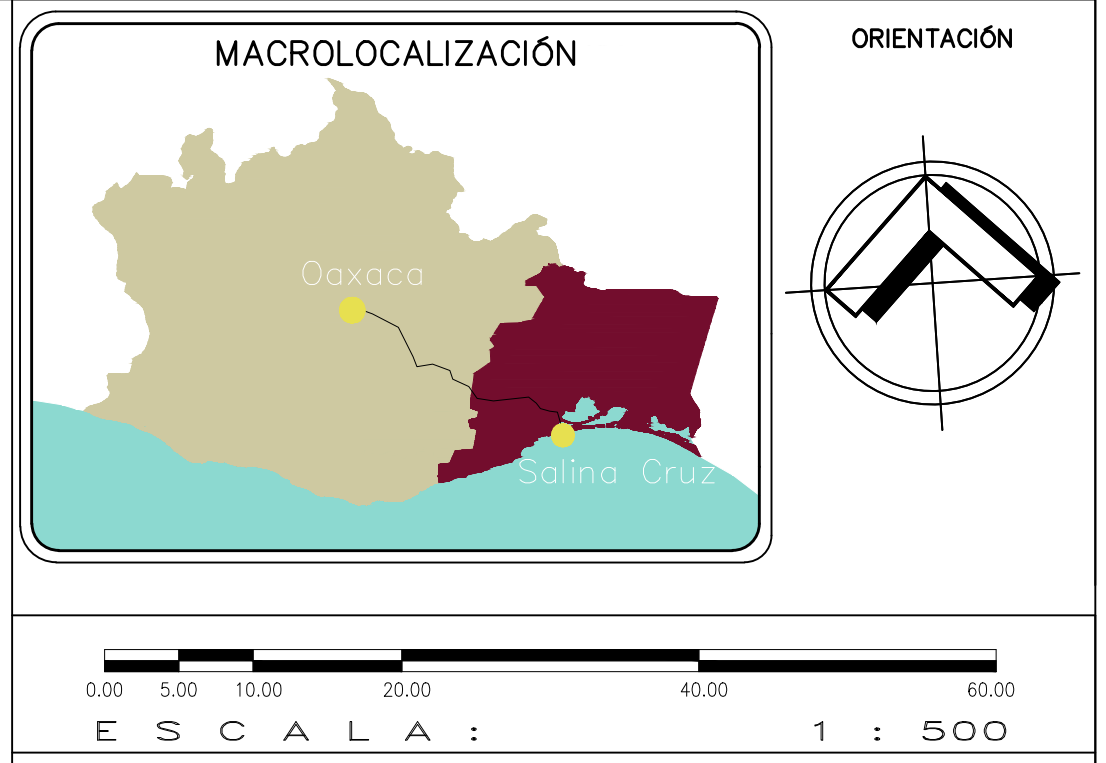 MACROLOCALIZACIÓN
ORIENTACIÓN
Oaxaca
Salina Cruz
0.00 5.00 10.00 20.00 40.00 60.00
ESCALA: 1 : 500